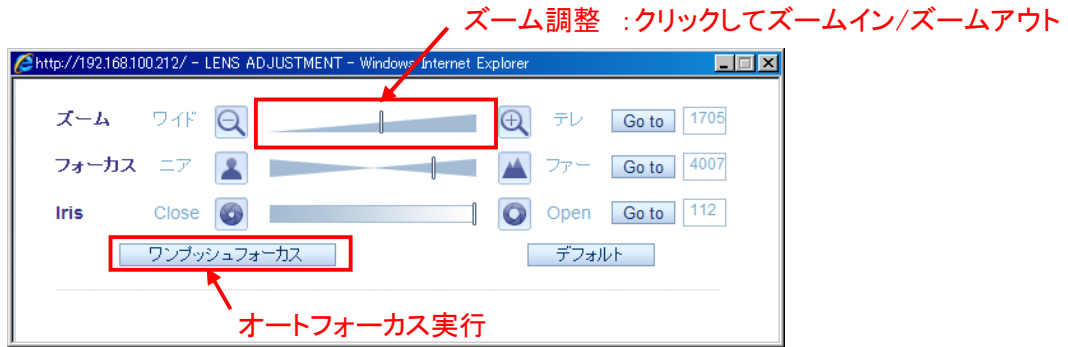 ズーム調整 :クリックしてズームイン/ズームアウト
http://192.168.100.212/ - LENS ADJUSTMENT - Windows Internet Explorer
ズーム ワイド テレ Go to 1705
フォーカス ニア ファー Go to 4007
Iris Close Open Go to 112
ワンプッシュフォーカス デフォルト
オートフォーカス実行